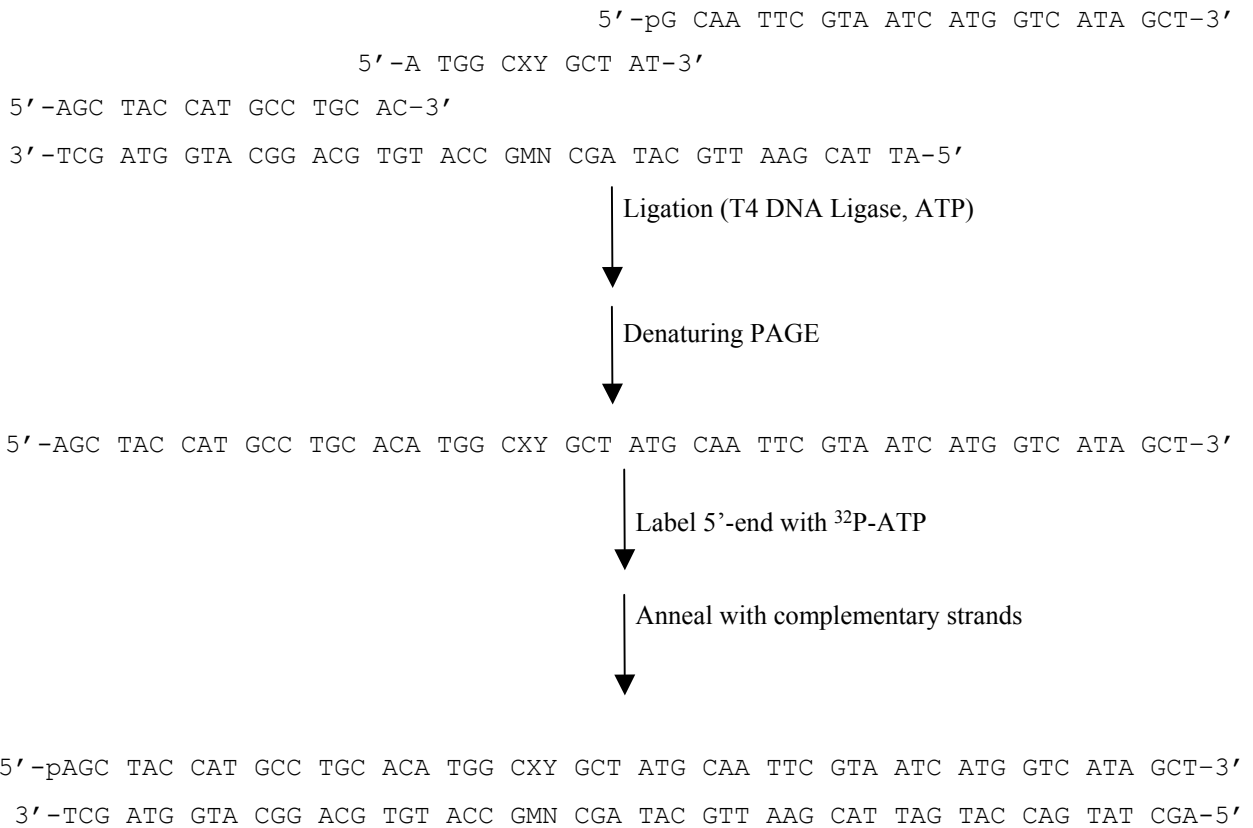 5′-pG CAA TTC GTA ATC ATG GTC ATA GCT-3′
5′-A TGG CXY GCT AT-3′
5′-AGC TAC CAT GCC TGC AC-3′
3′-TCG ATG GTA CGG ACG TGT ACC GMN CGA TAC GTT AAG CAT TA-5′
Ligation (T4 DNA Ligase, ATP)
Denaturing PAGE
5′-AGC TAC CAT GCC TGC ACA TGG CXY GCT ATG CAA TTC GTA ATC ATG GTC ATA GCT-3′
Label 5’-end with ³²P-ATP
Anneal with complementary strands
5′-pAGC TAC CAT GCC TGC ACA TGG CXY GCT ATG CAA TTC GTA ATC ATG GTC ATA GCT-3′
3′-TCG ATG GTA CGG ACG TGT ACC GMN CGA TAC GTT AAG CAT TAG TAC CAG TAT CGA-5′